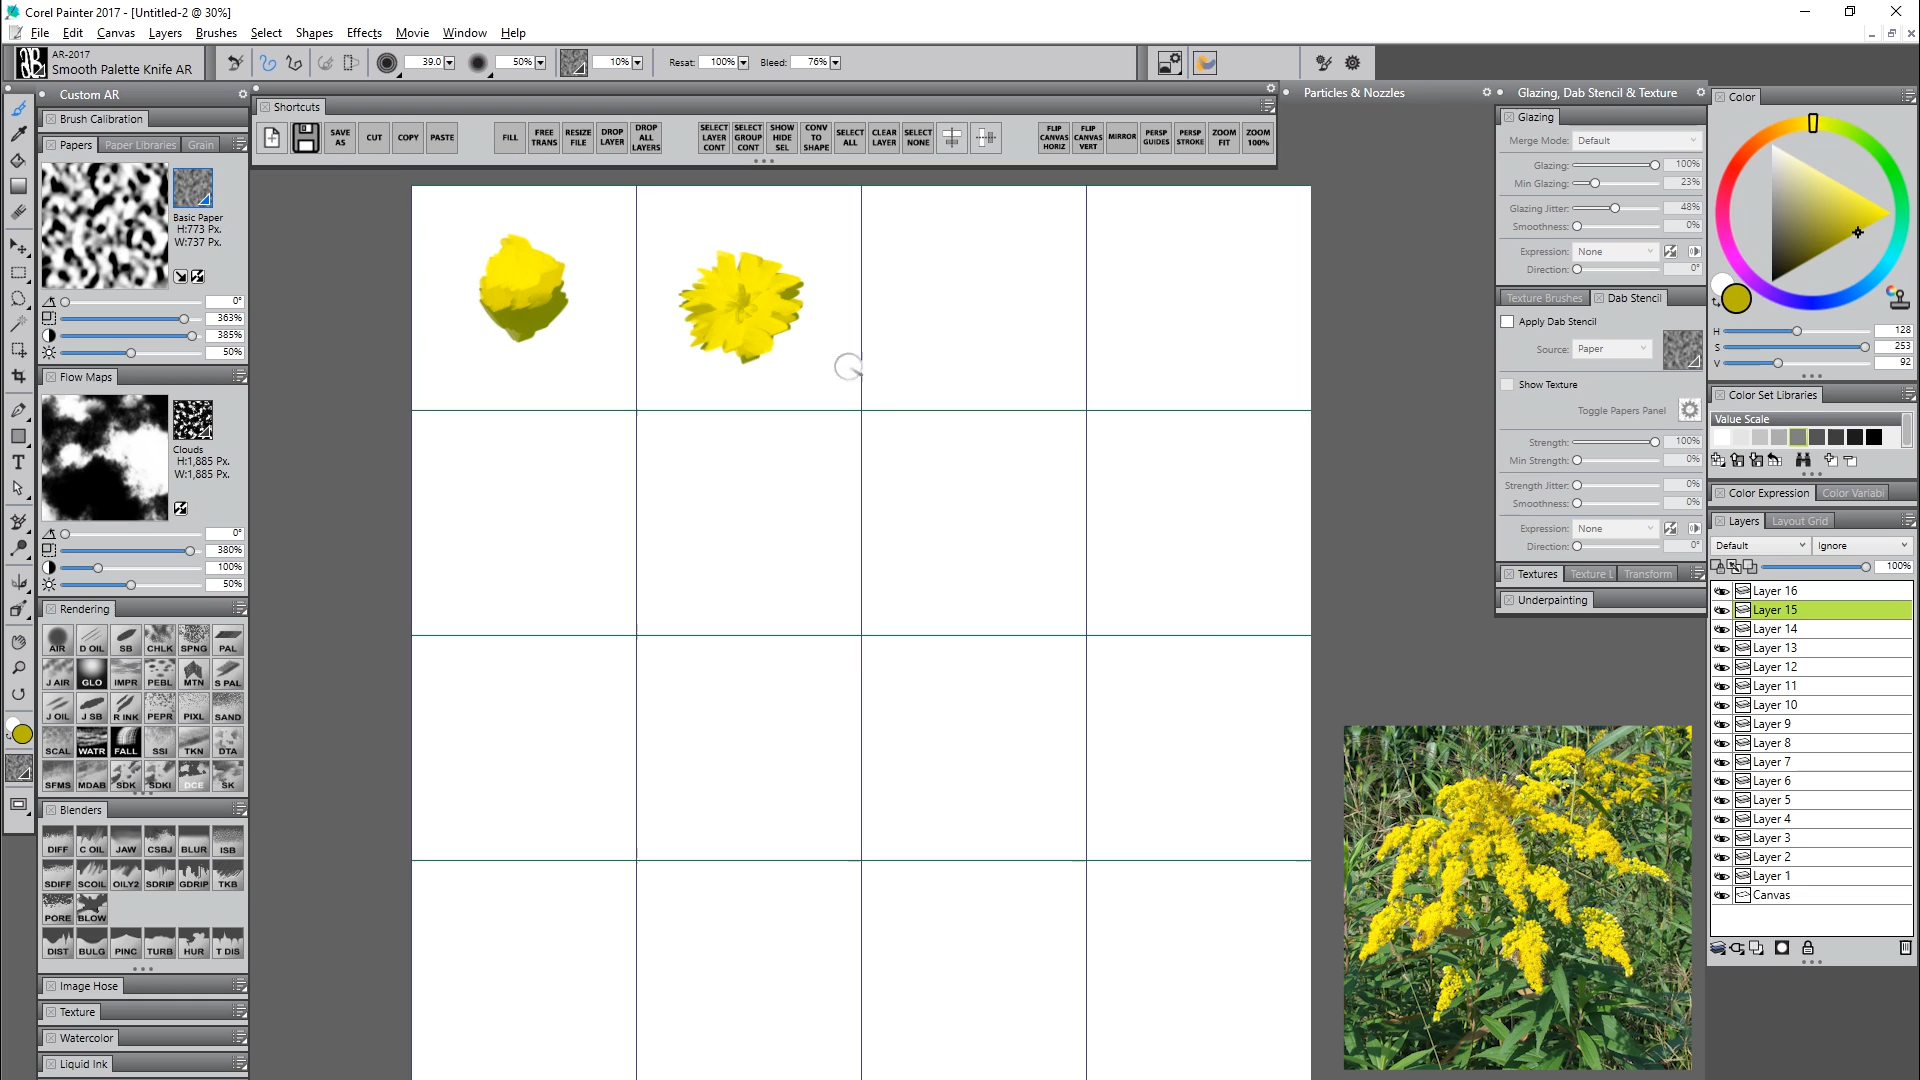 Corel Painter 2017 - [Untitled-2 @ 30%]
File Edit Canvas Layers Brushes Select Shapes Effects Movie Window Help
AR-2017
Smooth Palette Knife AR
39.0 50% 10% Resat: 100% Bleed: 76%
Custom AR
Brush Calibration
Papers Paper Libraries Grain
Basic Paper
H:773 Px.
W:737 Px.
0°
363%
385%
50%
Flow Maps
Clouds
H:1,885 Px.
W:1,885 Px.
0°
380%
100%
50%
Rendering
AIR D OIL SB CHLK SPNG PAL
J AIR GLO IMPR PEBL MTN S PAL
J OIL J SB R INK PEPR PIXL SAND
SCAL WATR FALL SSI TKN DTA
SFMS MDAB SDK SDKI DCE SK
Blenders
DIFF C OIL JAW CSBJ BLUR ISB
SDIFF SCOIL OILY2 SDRIP GDRIP TKB
PORE BLOW
DIST BULG PINC TURB HUR T DIS
Image Hose
Texture
Watercolor
Liquid Ink
Shortcuts
SAVE AS CUT COPY PASTE FILL FREE TRANS RESIZE FILE DROP LAYER DROP ALL LAYERS SELECT LAYER CONT SELECT GROUP CONT SHOW HIDE SEL CONV TO SHAPE SELECT ALL CLEAR LAYER SELECT NONE FLIP CANVAS HORIZ FLIP CANVAS VERT MIRROR PERSP GUIDES PERSP STROKE ZOOM FIT ZOOM 100%
Particles & Nozzles
Glazing, Dab Stencil & Texture
Glazing
Merge Mode: Default
Glazing: 100%
Min Glazing: 23%
Glazing Jitter: 48%
Smoothness: 0%
Expression: None
Direction: 0°
Texture Brushes Dab Stencil
Apply Dab Stencil
Source: Paper
Show Texture
Toggle Papers Panel
Strength: 100%
Min Strength: 0%
Strength Jitter: 0%
Smoothness: 0%
Expression: None
Direction: 0°
Textures Texture L Transform
Underpainting
Color
H 128
S 253
V 92
Color Set Libraries
Value Scale
Color Expression Color Variabi
Layers Layout Grid
Default Ignore
100%
Layer 16
Layer 15
Layer 14
Layer 13
Layer 12
Layer 11
Layer 10
Layer 9
Layer 8
Layer 7
Layer 6
Layer 5
Layer 4
Layer 3
Layer 2
Layer 1
Canvas